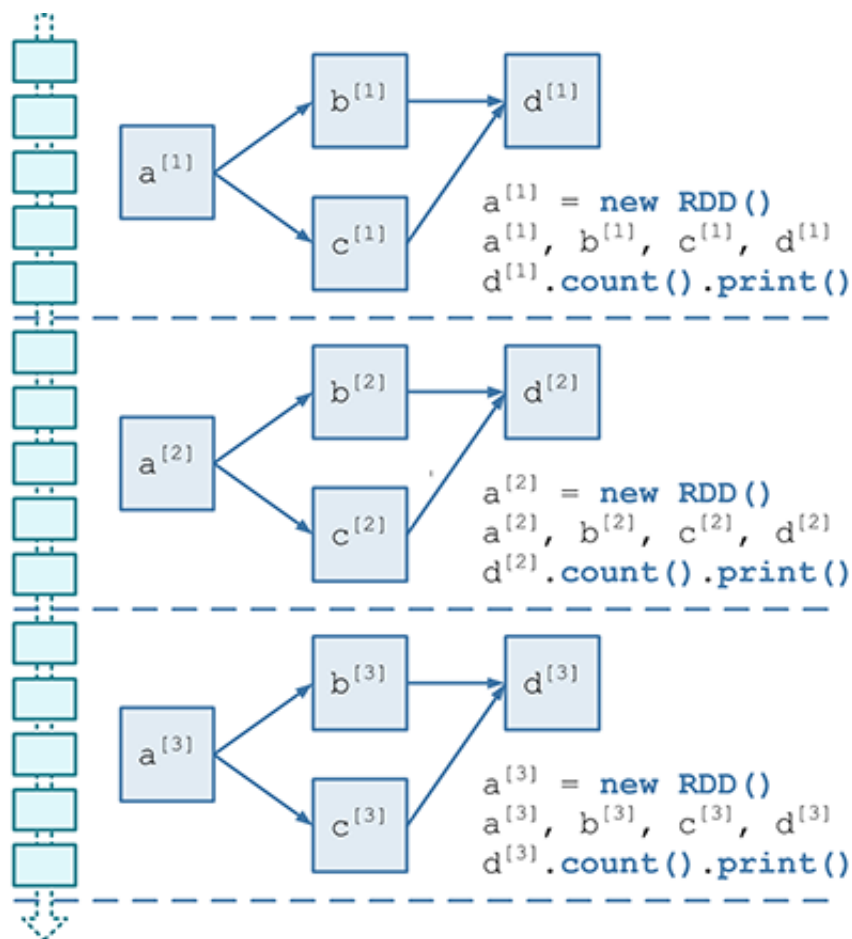 b[1]
d[1]
a[1]
c[1]
a[1] = new RDD()
a[1], b[1], c[1], d[1]
d[1].count().print()
b[2]
d[2]
a[2]
c[2]
a[2] = new RDD()
a[2], b[2], c[2], d[2]
d[2].count().print()
b[3]
d[3]
a[3]
c[3]
a[3] = new RDD()
a[3], b[3], c[3], d[3]
d[3].count().print()